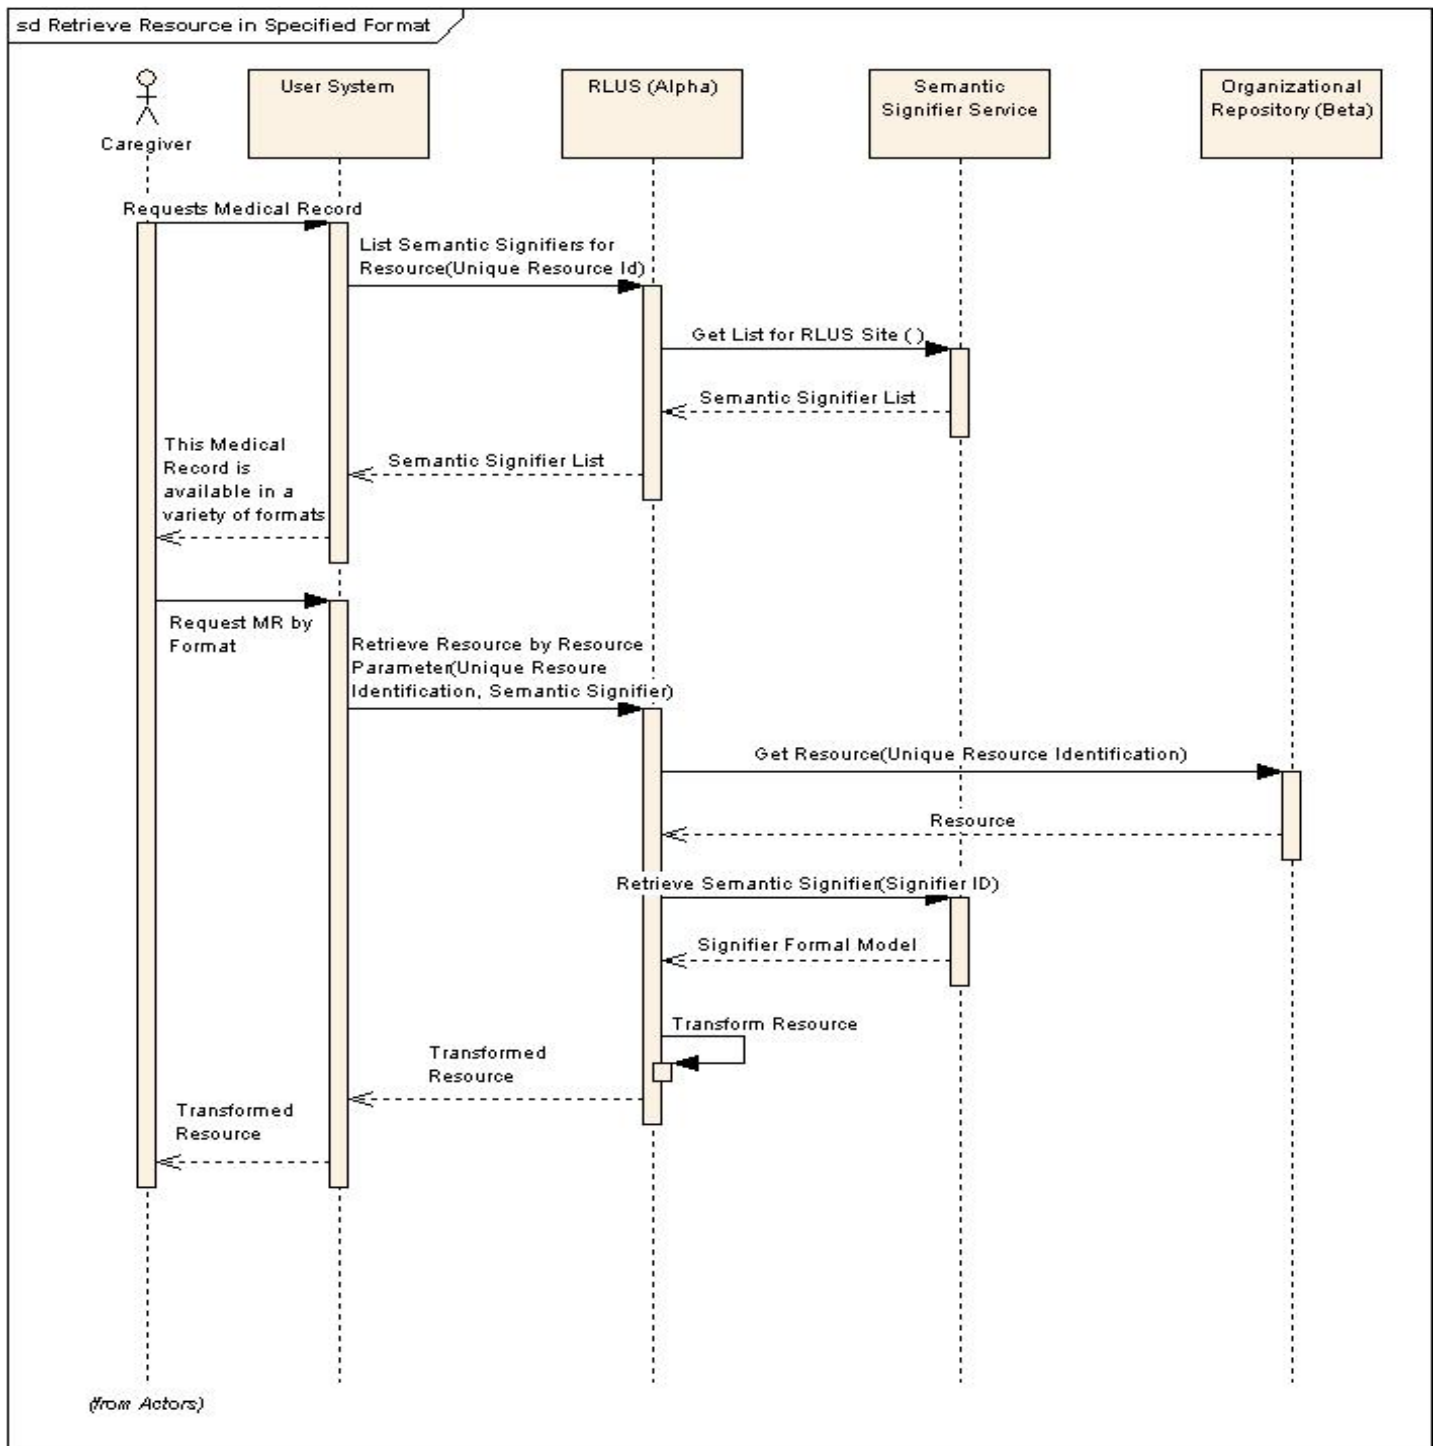 sd Retrieve Resource in Specified Format
Caregiver
User System
RLUS (Alpha)
Semantic
Signifier Service
Organizational
Repository (Beta)
Requests Medical Record
List Semantic Signifiers for
Resource(Unique Resource Id)
Get List for RLUS Site ( )
Semantic Signifier List
Semantic Signifier List
This Medical
Record is
available in a
variety of formats
Request MR by
Format
Retrieve Resource by Resource
Parameter(Unique Resoure
Identification, Semantic Signifier)
Get Resource(Unique Resource Identification)
Resource
Retrieve Semantic Signifier(Signifier ID)
Signifier Formal Model
Transform Resource
Transformed
Resource
Transformed
Resource
(from Actors)